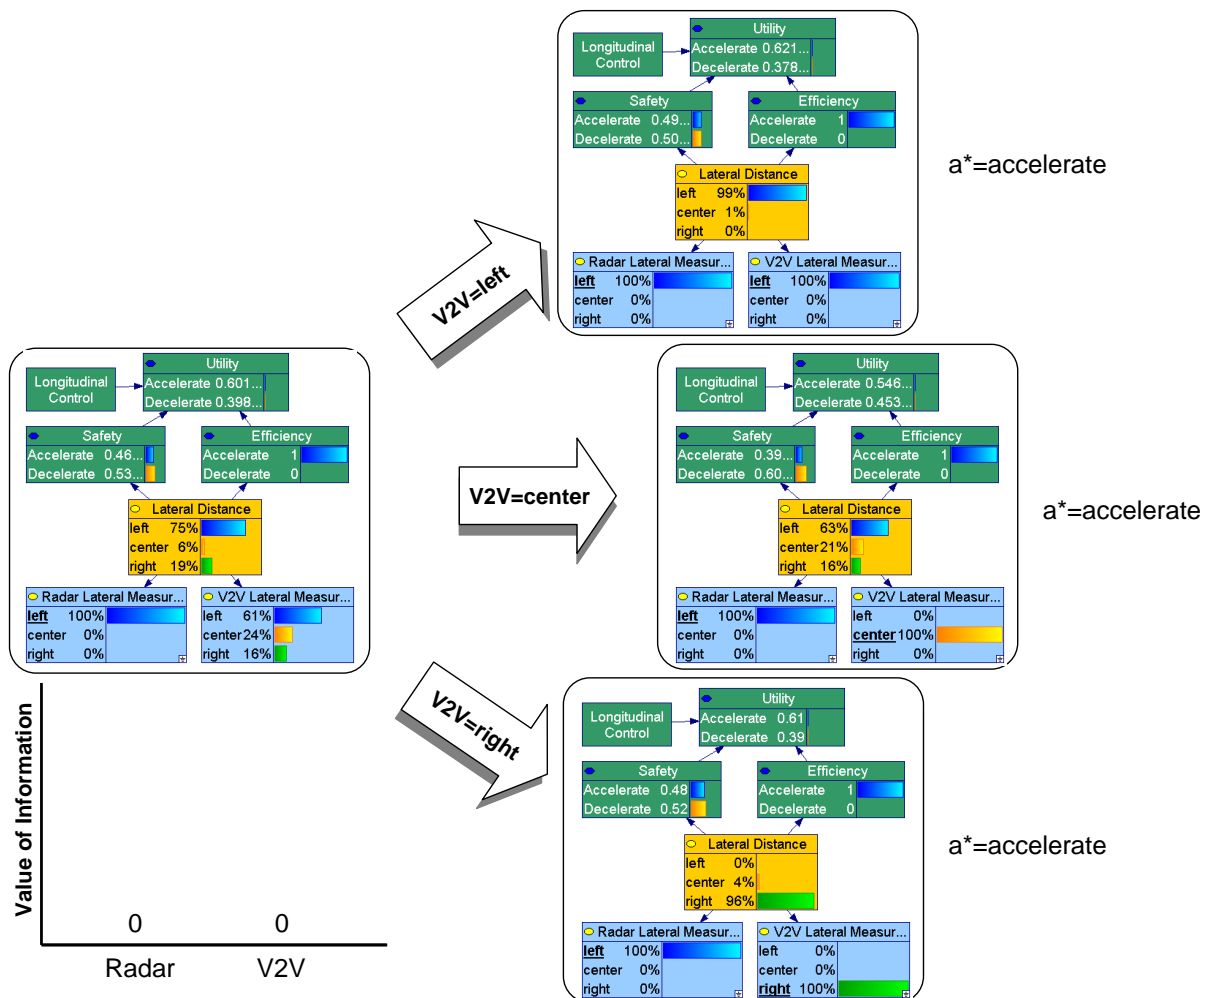 Utility
Longitudinal
Control
Accelerate 0.621...
Decelerate 0.378...
Safety
Accelerate 0.49...
Decelerate 0.50...
Efficiency
Accelerate 1
Decelerate 0
Lateral Distance
left 99%
center 1%
right 0%
Radar Lateral Measur...
left 100%
center 0%
right 0%
V2V Lateral Measur...
left 100%
center 0%
right 0%
a*=accelerate
V2V=left
Utility
Longitudinal
Control
Accelerate 0.601...
Decelerate 0.398...
Safety
Accelerate 0.46...
Decelerate 0.53...
Efficiency
Accelerate 1
Decelerate 0
Lateral Distance
left 75%
center 6%
right 19%
Radar Lateral Measur...
left 100%
center 0%
right 0%
V2V Lateral Measur...
left 61%
center 24%
right 16%
V2V=center
Utility
Longitudinal
Control
Accelerate 0.546...
Decelerate 0.453...
Safety
Accelerate 0.39...
Decelerate 0.60...
Efficiency
Accelerate 1
Decelerate 0
Lateral Distance
left 63%
center 21%
right 16%
Radar Lateral Measur...
left 100%
center 0%
right 0%
V2V Lateral Measur...
left 0%
center 100%
right 0%
a*=accelerate
V2V=right
Utility
Longitudinal
Control
Accelerate 0.61
Decelerate 0.39
Safety
Accelerate 0.48
Decelerate 0.52
Efficiency
Accelerate 1
Decelerate 0
Lateral Distance
left 0%
center 4%
right 96%
Radar Lateral Measur...
left 100%
center 0%
right 0%
V2V Lateral Measur...
left 0%
center 0%
right 100%
a*=accelerate
Value of Information
0 0
Radar V2V